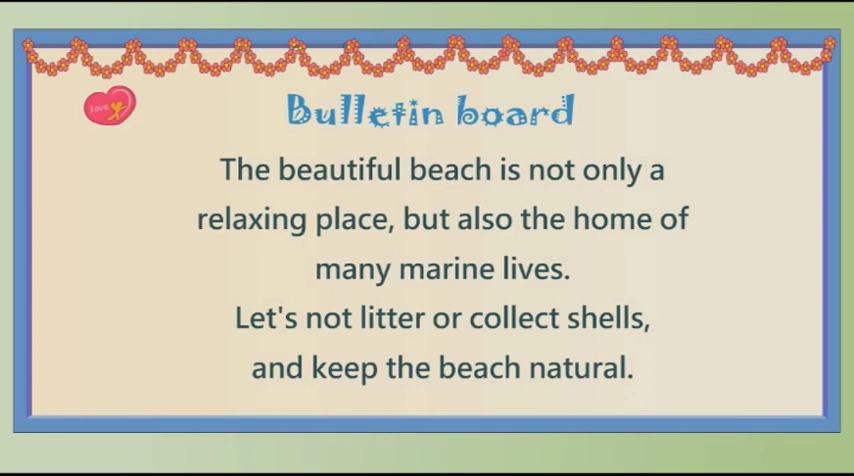 love
Bulletin board
The beautiful beach is not only a
relaxing place, but also the home of
many marine lives.
Let's not litter or collect shells,
and keep the beach natural.